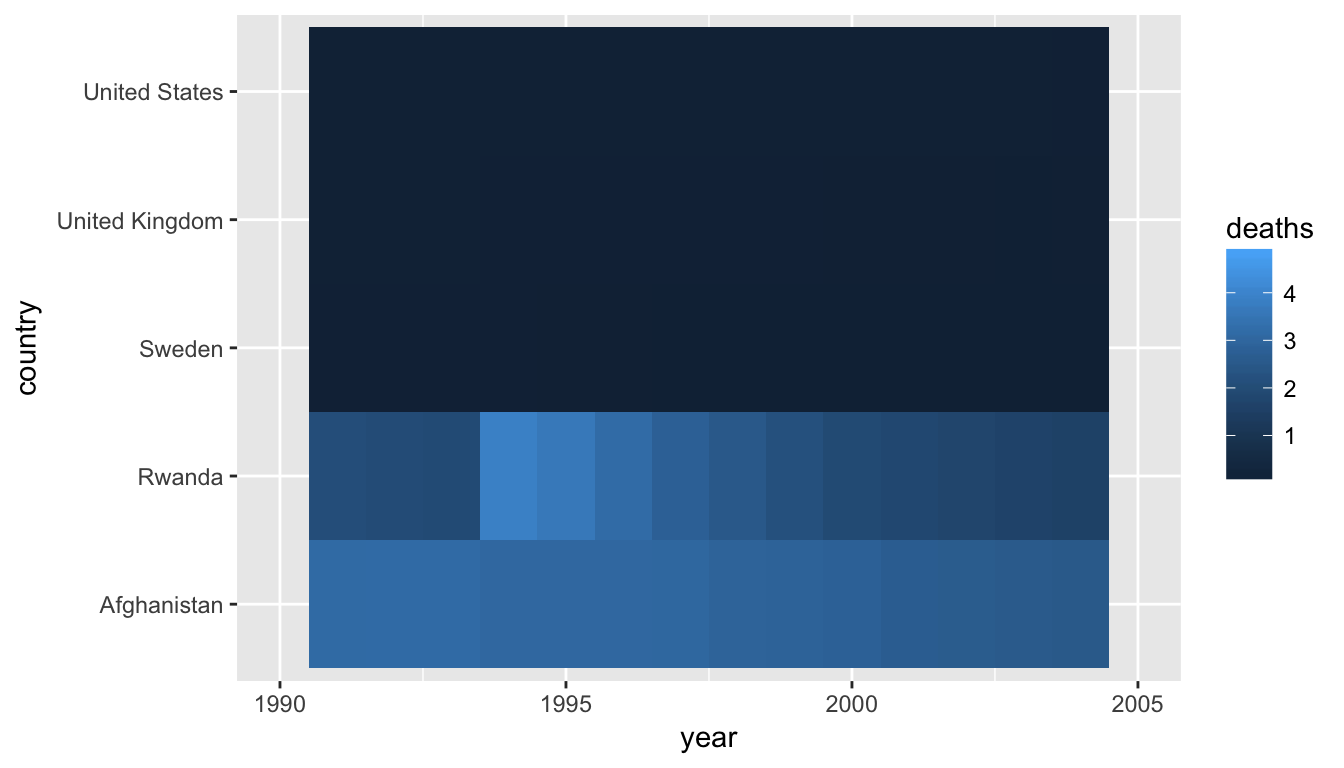 United States
United Kingdom
Sweden
Rwanda
Afghanistan
country
1990 1995 2000 2005
year
deaths
4
3
2
1